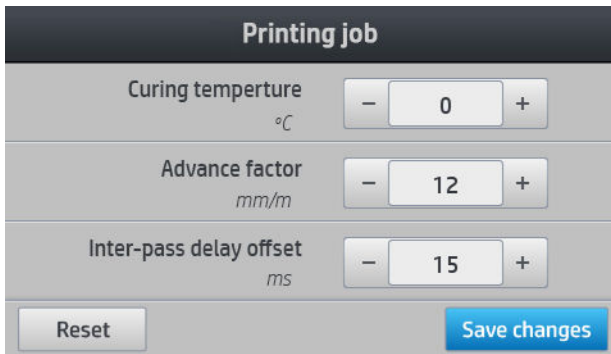 Printing job
Curing temperture
°C
− 0 +
Advance factor
mm/m
− 12 +
Inter-pass delay offset
ms
− 15 +
Reset Save changes